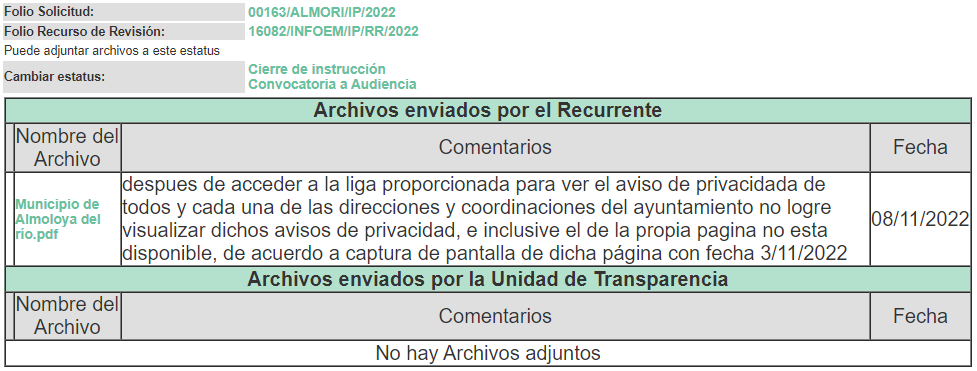 Folio Solicitud: 00163/ALMORI/IP/2022
Folio Recurso de Revisión: 16082/INFOEM/IP/RR/2022
Puede adjuntar archivos a este estatus
Cambiar estatus: Cierre de instrucción
Convocatoria a Audiencia
Archivos enviados por el Recurrente
Nombre del Archivo Comentarios Fecha
Municipio de Almoloya del río.pdf
despues de acceder a la liga proporcionada para ver el aviso de privacidada de
todos y cada una de las direcciones y coordinaciones del ayuntamiento no logre
visualizar dichos avisos de privacidad, e inclusive el de la propia pagina no esta
disponible, de acuerdo a captura de pantalla de dicha página con fecha 3/11/2022
08/11/2022
Archivos enviados por la Unidad de Transparencia
Nombre del Archivo Comentarios Fecha
No hay Archivos adjuntos